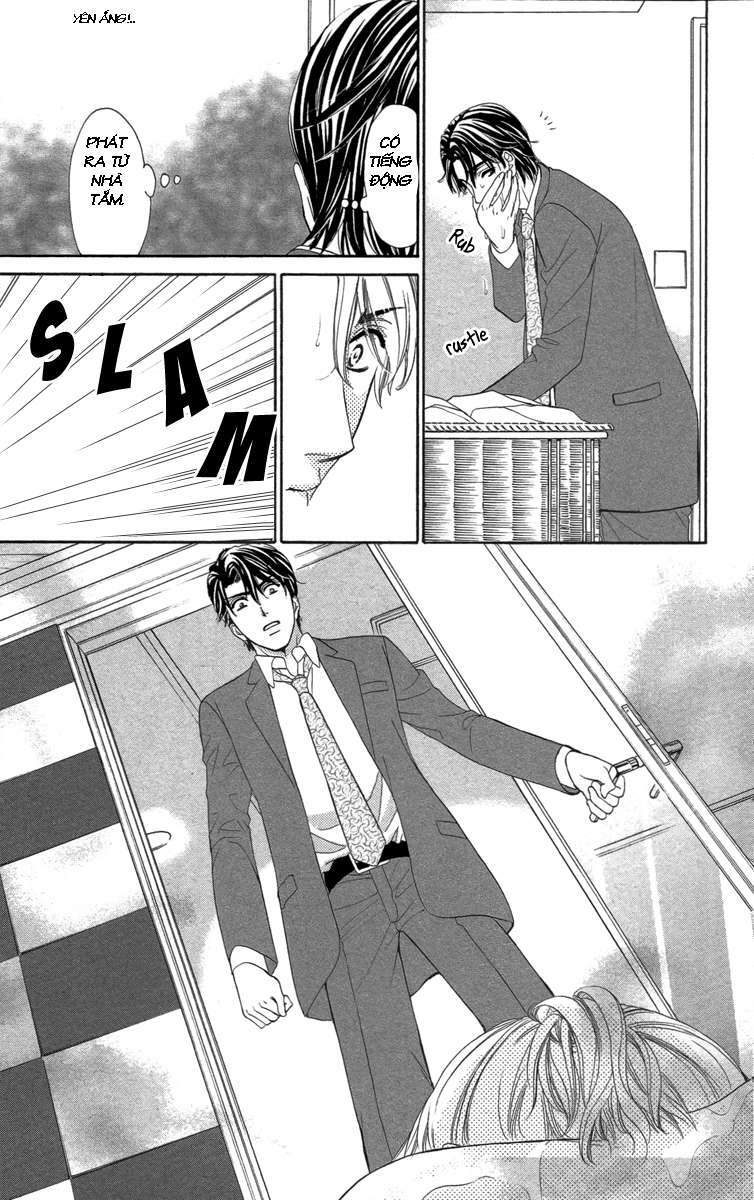 Rub
rustle
YÊN ẮNG!..
CÓ
TIẾNG
ĐỘNG
PHÁT
RA TỪ
NHÀ
TẮM.
SLAM